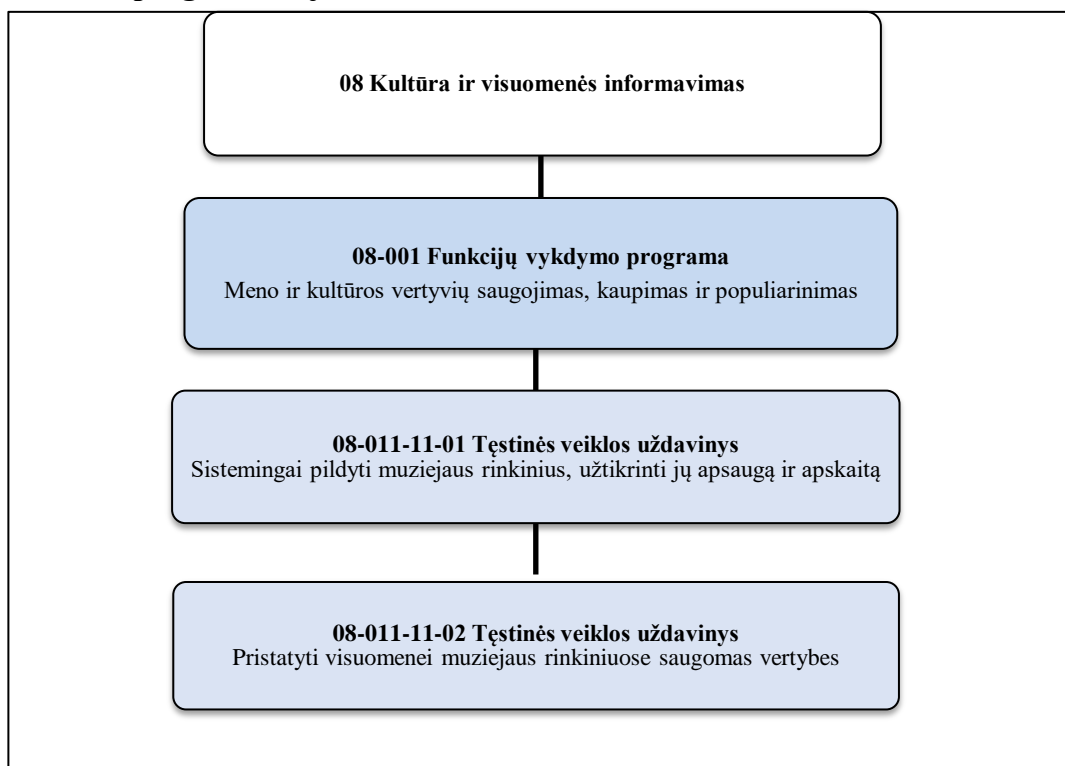 08 Kultūra ir visuomenės informavimas
08-001 Funkcijų vykdymo programa
Meno ir kultūros vertyvių saugojimas, kaupimas ir populiarinimas
08-011-11-01 Tęstinės veiklos uždavinys
Sistemingai pildyti muziejaus rinkinius, užtikrinti jų apsaugą ir apskaitą
08-011-11-02 Tęstinės veiklos uždavinys
Pristatyti visuomenei muziejaus rinkiniuose saugomas vertybes